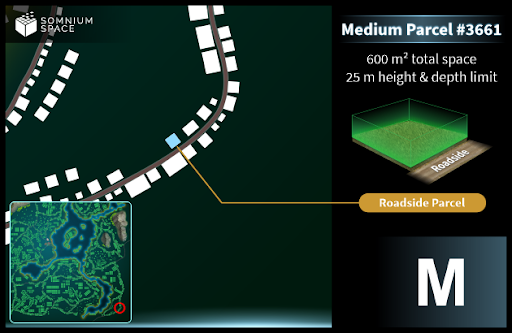 SOMNIUM
SPACE
Medium Parcel #3661
600 m² total space
25 m height & depth limit
Roadside
Roadside Parcel
M